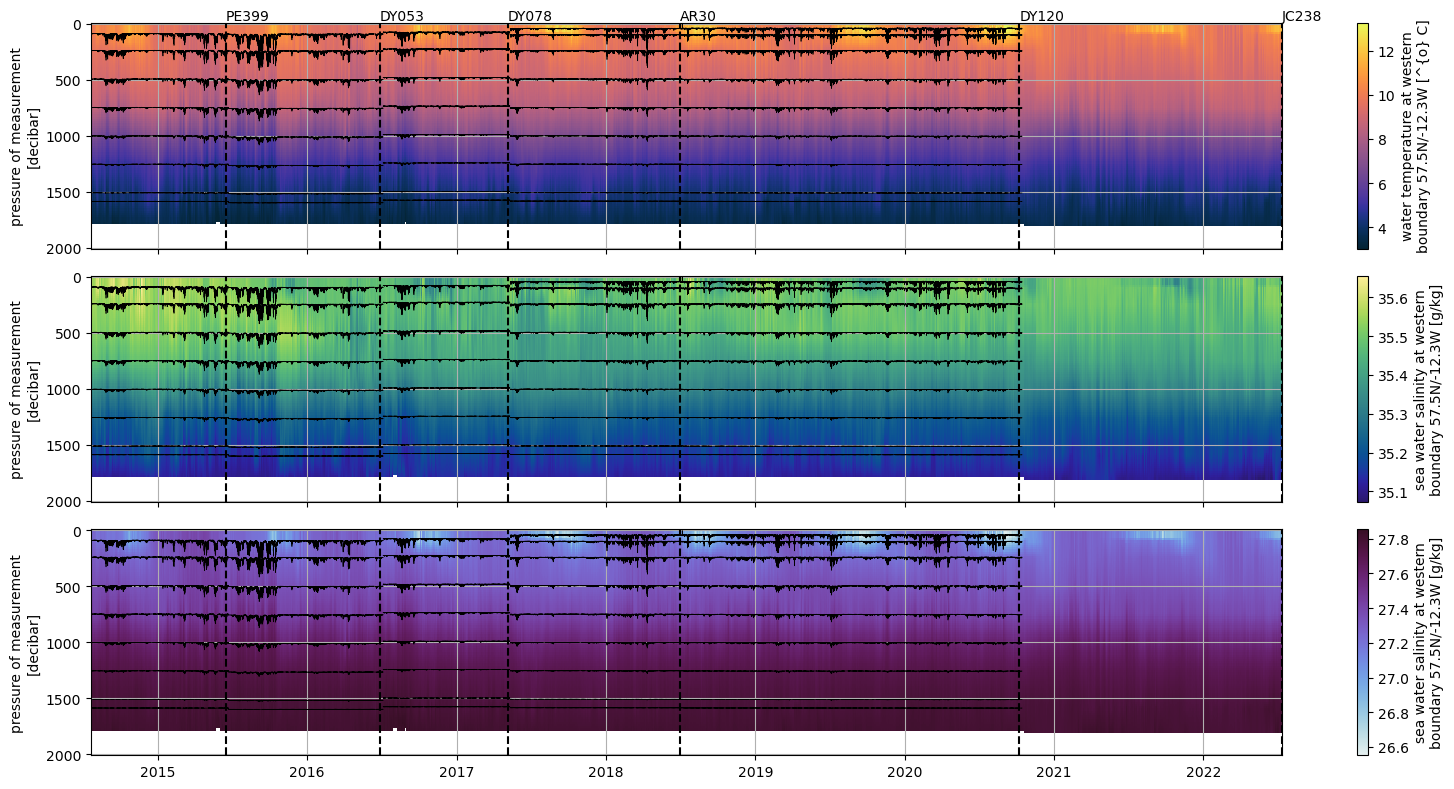 PE399 DY053 DY078 AR30 DY120 JC238
0
500
1000
1500
2000
pressure of measurement
[decibar]
12
10
8
6
4
water temperature at western
boundary 57.5N/-12.3W [^{o} C]
0
500
1000
1500
2000
pressure of measurement
[decibar]
35.6
35.5
35.4
35.3
35.2
35.1
sea water salinity at western
boundary 57.5N/-12.3W [g/kg]
0
500
1000
1500
2000
pressure of measurement
[decibar]
27.8
27.6
27.4
27.2
27.0
26.8
26.6
sea water salinity at western
boundary 57.5N/-12.3W [g/kg]
2015 2016 2017 2018 2019 2020 2021 2022